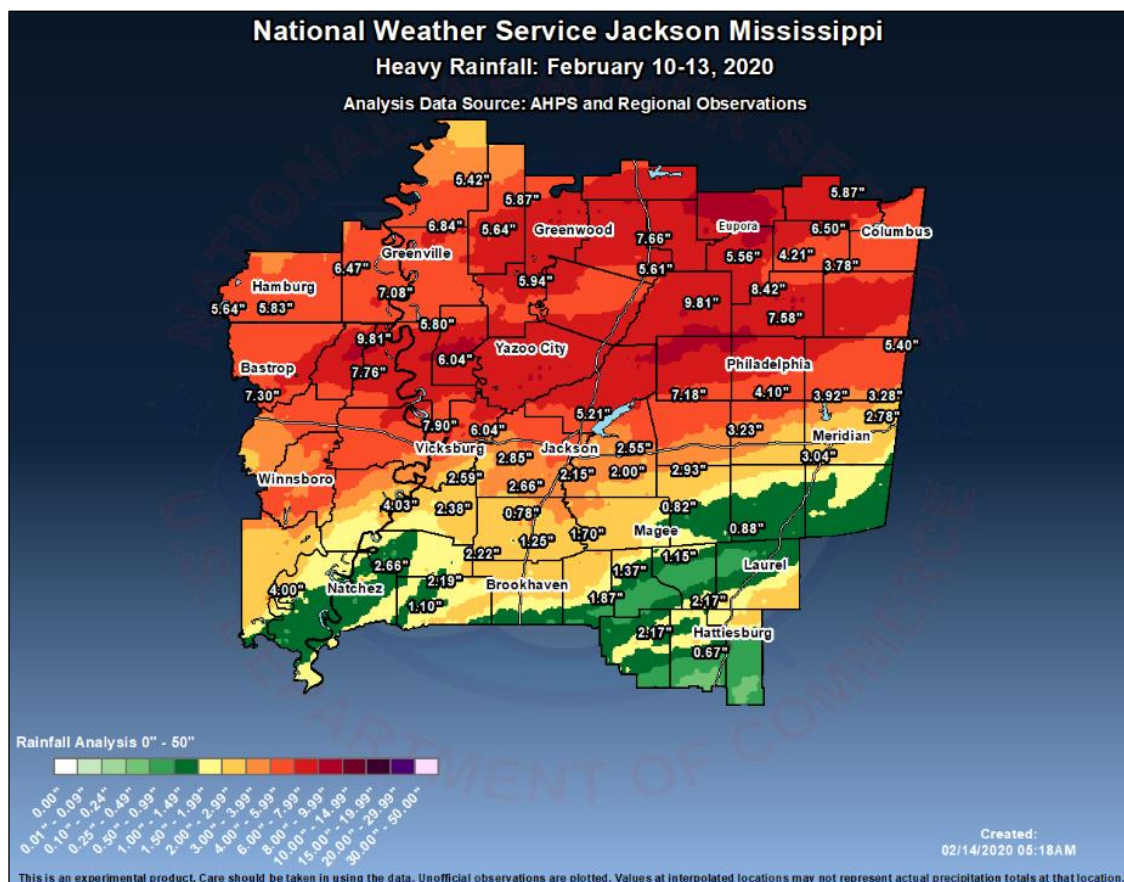 National Weather Service Jackson Mississippi
Heavy Rainfall: February 10-13, 2020
Analysis Data Source: AHPS and Regional Observations
5.42"
5.87"
5.87"
6.84"
5.64"
Greenwood
7.66"
Eupora
6.50"
Columbus
Greenville
5.56"
4.21"
6.47"
5.61"
3.78"
Hamburg
7.08"
5.94"
8.42"
5.64"
5.83"
9.81"
5.80"
7.58"
9.81"
Yazoo City
5.40"
Bastrop
7.76"
6.04"
Philadelphia
7.30"
7.18"
4.10"
3.92"
3.28"
5.21"
2.78"
7.90"
6.04"
3.23"
Meridian
Vicksburg
Jackson
2.55"
2.85"
3.04"
Winnsboro
2.59"
2.15"
2.00"
2.93"
2.66"
4.03"
2.38"
0.78"
0.82"
1.25"
1.70"
Magee
0.88"
2.22"
1.15"
2.66"
1.37"
Laurel
4.00"
Natchez
2.19"
Brookhaven
1.10"
1.87"
2.17"
2.17"
Hattiesburg
0.67"
NATIONAL WEATHER SERVICE
U.S. DEPARTMENT OF COMMERCE
Rainfall Analysis 0" - 50"
0.00"
0.01" - 0.09"
0.10" - 0.24"
0.25" - 0.49"
0.50" - 0.99"
1.00" - 1.49"
1.50" - 1.99"
2.00" - 2.99"
3.00" - 3.99"
4.00" - 5.99"
6.00" - 7.99"
8.00" - 9.99"
10.00" - 14.99"
15.00" - 19.99"
20.00" - 29.99"
30.00" - 50.00"
Created:
02/14/2020 05:18AM
This is an experimental product. Care should be taken in using the data. Unofficial observations are plotted. Values at interpolated locations may not represent actual precipitation totals at that location.